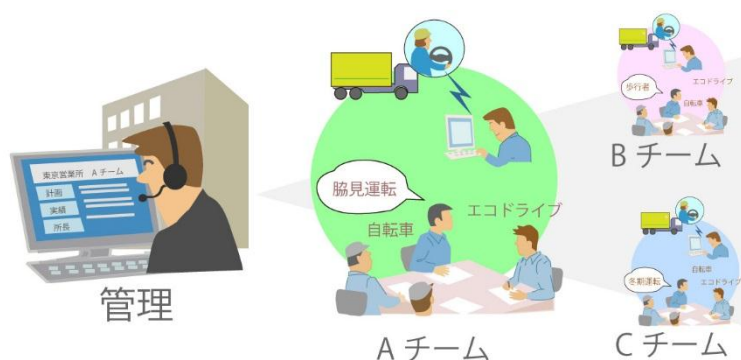 東京営業所 Aチーム
計画
実績
所長
管理
脇見運転
自転車
エコドライブ
A チーム
歩行者
エコドライブ
自転車
B チーム
冬期運転
自転車
エコドライブ
C チーム